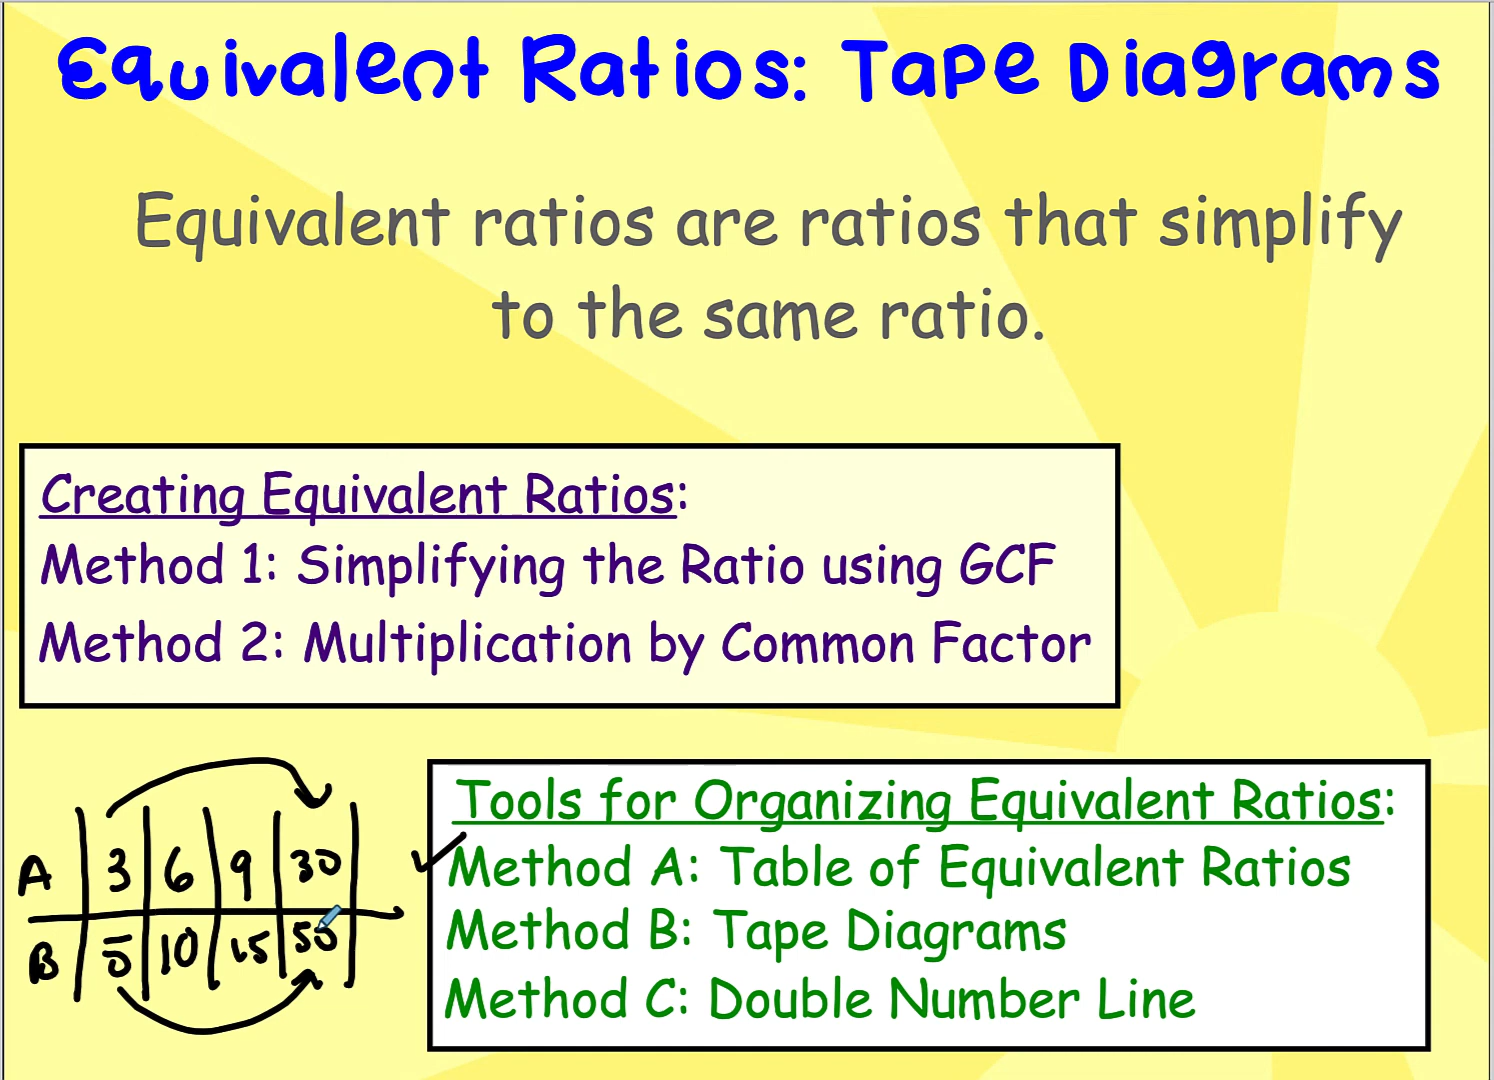 Equivalent Ratios: Tape Diagrams
Equivalent ratios are ratios that simplify
to the same ratio.
Creating Equivalent Ratios:
Method 1: Simplifying the Ratio using GCF
Method 2: Multiplication by Common Factor
A 3 6 9 30
B 5 10 15 50
Tools for Organizing Equivalent Ratios:
Method A: Table of Equivalent Ratios
Method B: Tape Diagrams
Method C: Double Number Line